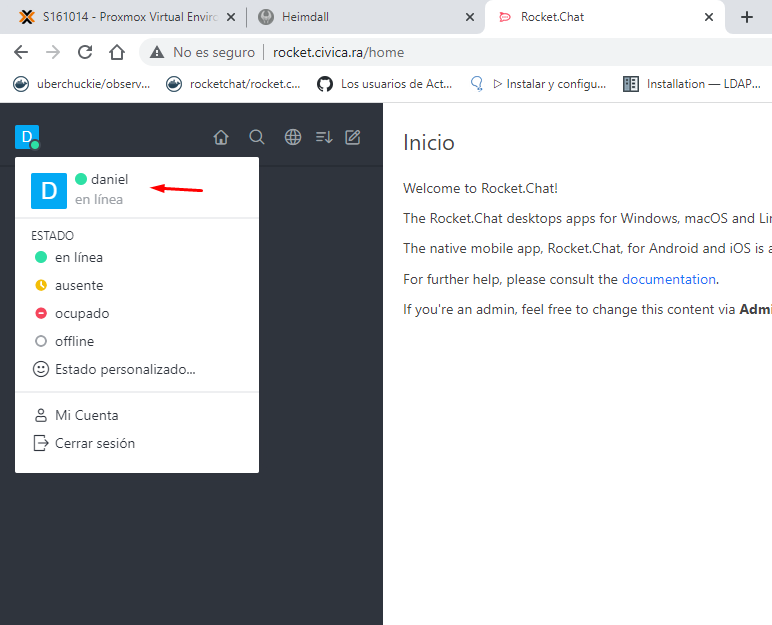 S161014 - Proxmox Virtual Enviro
Heimdall
Rocket.Chat
No es seguro
rocket.civica.ra/home
uberchuckie/observ...
rocketchat/rocket.c...
Los usuarios de Act...
▷ Instalar y configu...
Installation — LDAP...
D
D
daniel
en línea
ESTADO
en línea
ausente
ocupado
offline
Estado personalizado...
Mi Cuenta
Cerrar sesión
Inicio
Welcome to Rocket.Chat!
The Rocket.Chat desktops apps for Windows, macOS and Li
The native mobile app, Rocket.Chat, for Android and iOS is a
For further help, please consult the documentation.
If you're an admin, feel free to change this content via Admi